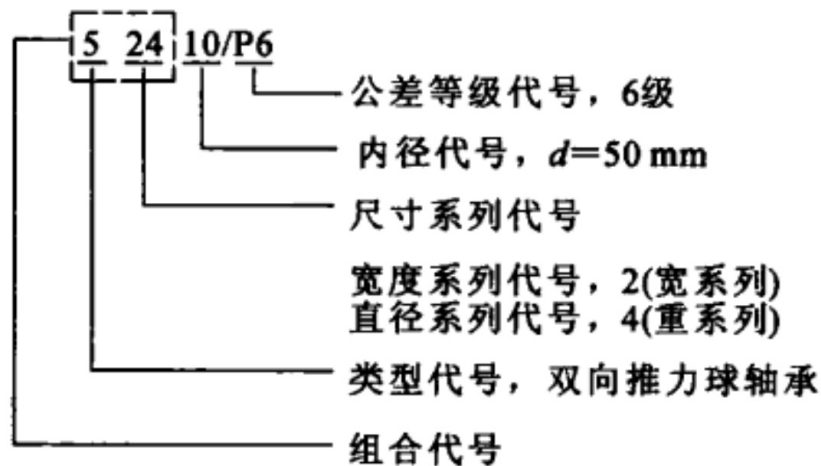 5 24 10/P6
公差等级代号，6级
内径代号，d=50 mm
尺寸系列代号
宽度系列代号，2(宽系列)
直径系列代号，4(重系列)
类型代号，双向推力球轴承
组合代号